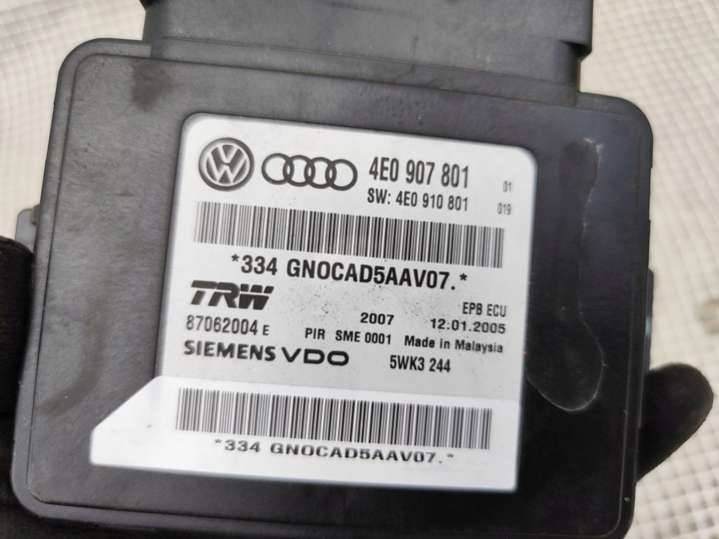 4E0 907 801 01
SW: 4E0 910 801 019
*334 GNOCAD5AAV07.*
TRW EPB ECU
2007 12.01.2005
87062004 E PIR SME 0001 Made in Malaysia
SIEMENS VDO 5WK3 244
*334 GNOCAD5AAV07.*